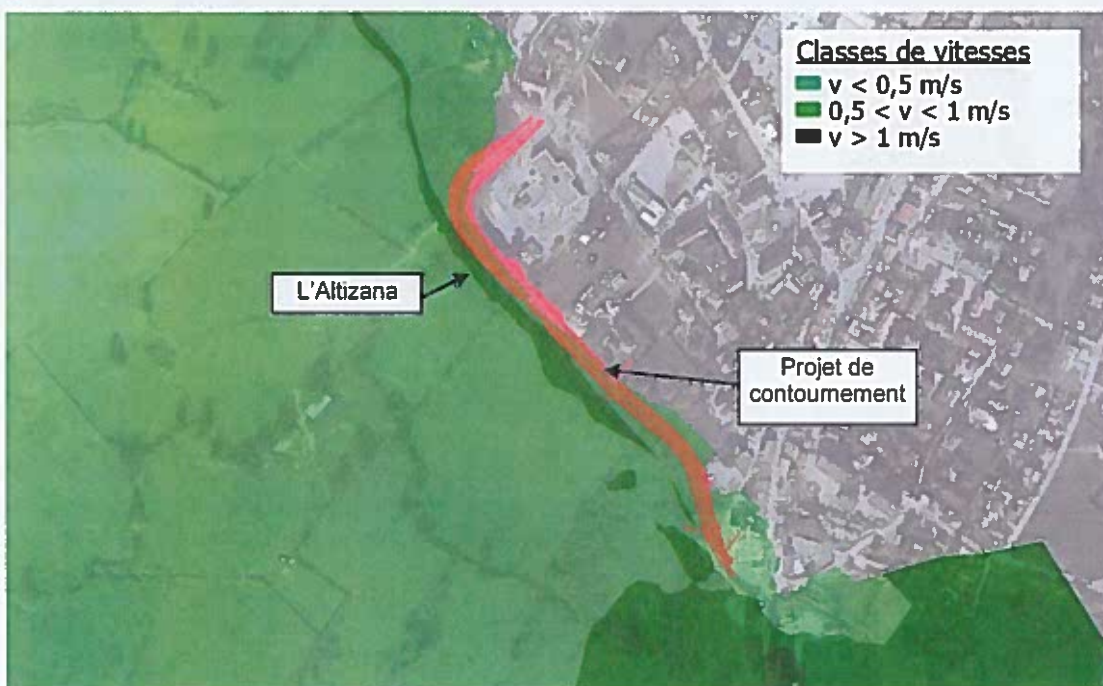 Classes de vitesses
v < 0,5 m/s
0,5 < v < 1 m/s
v > 1 m/s
L'Altizana
Projet de
contournement